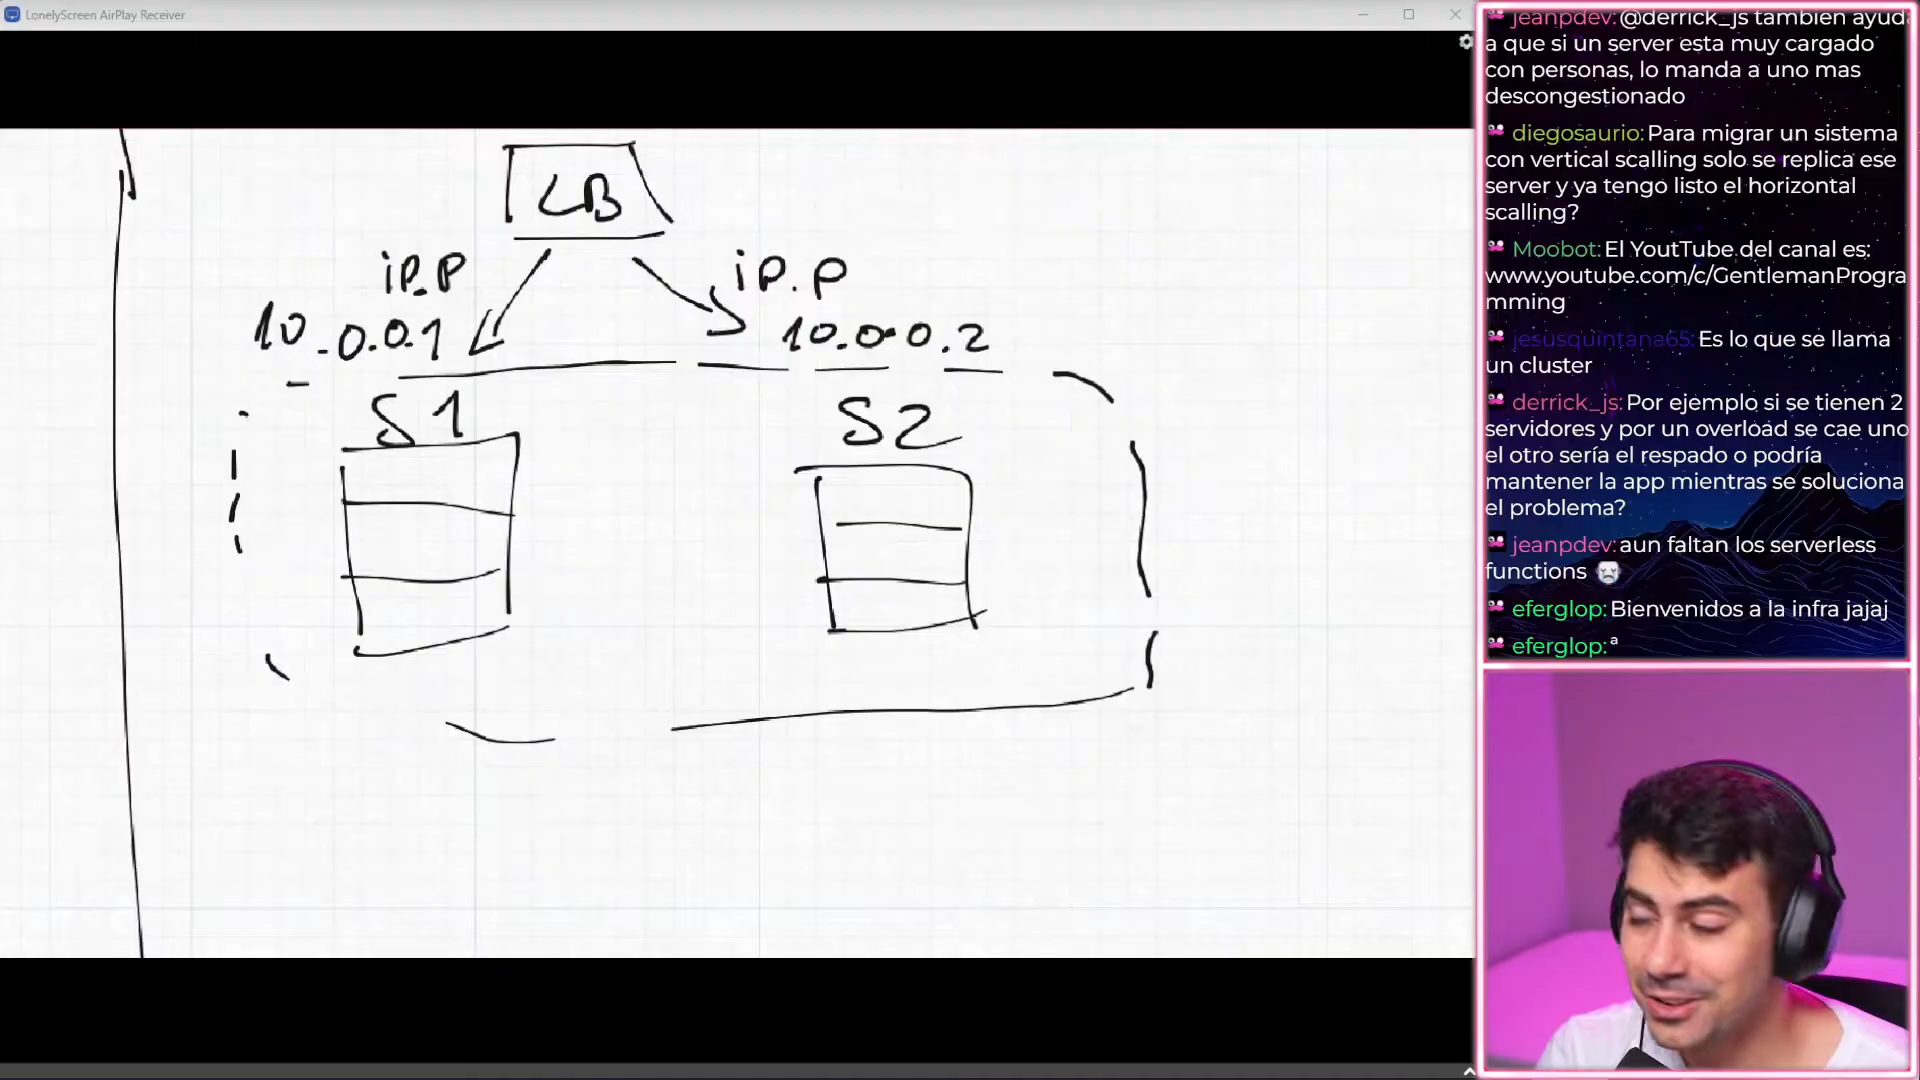 LonelyScreen AirPlay Receiver
LB
iP.P
iP.P
10.0.0.1
10.0.0.2
S1
S2
jeanpdev: @derrick_js tambien ayuda
a que si un server esta muy cargado
con personas, lo manda a uno mas
descongestionado
diegosaurio: Para migrar un sistema
con vertical scalling solo se replica ese
server y ya tengo listo el horizontal
scalling?
Moobot: El YoutTube del canal es:
www.youtube.com/c/GentlemanProgra
mming
jesusquintana65: Es lo que se llama
un cluster
derrick_js: Por ejemplo si se tienen 2
servidores y por un overload se cae uno
el otro sería el respado o podría
mantener la app mientras se soluciona
el problema?
jeanpdev: aun faltan los serverless
functions
eferglop: Bienvenidos a la infra jajaj
eferglop: ª